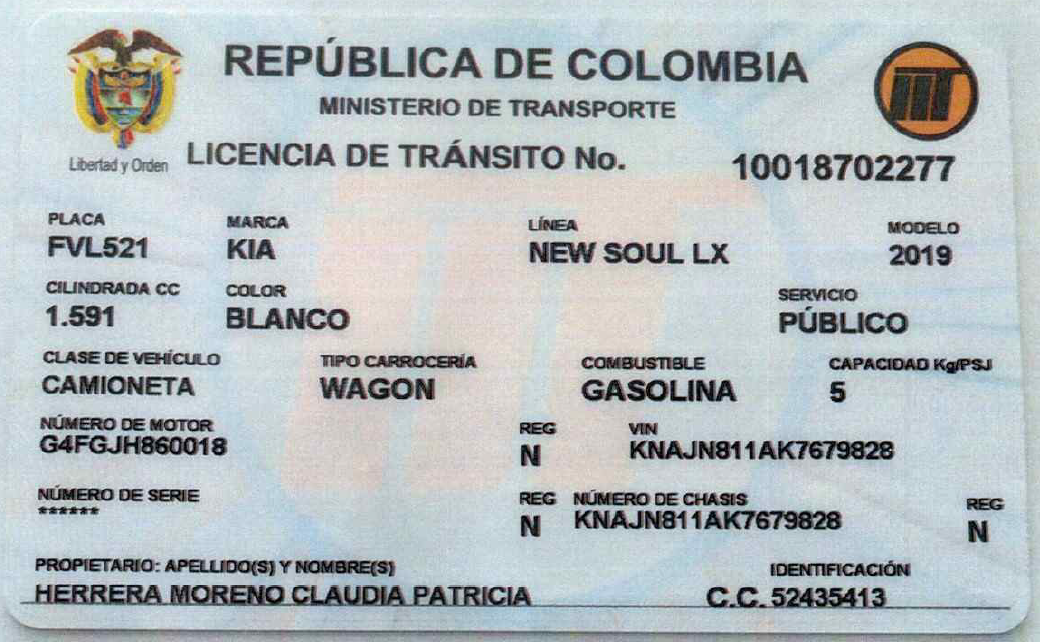 REPÚBLICA DE COLOMBIA
MINISTERIO DE TRANSPORTE
Libertad y Orden
LICENCIA DE TRÁNSITO No. 10018702277
PLACA MARCA LÍNEA MODELO
FVL521 KIA NEW SOUL LX 2019
CILINDRADA CC COLOR SERVICIO
1.591 BLANCO PÚBLICO
CLASE DE VEHÍCULO TIPO CARROCERÍA COMBUSTIBLE CAPACIDAD Kg/PSJ
CAMIONETA WAGON GASOLINA 5
NÚMERO DE MOTOR REG VIN
G4FGJH860018 N KNAJN811AK7679828
NÚMERO DE SERIE REG NÚMERO DE CHASIS REG
****** N KNAJN811AK7679828 N
PROPIETARIO: APELLIDO(S) Y NOMBRE(S) IDENTIFICACIÓN
HERRERA MORENO CLAUDIA PATRICIA C.C. 52435413